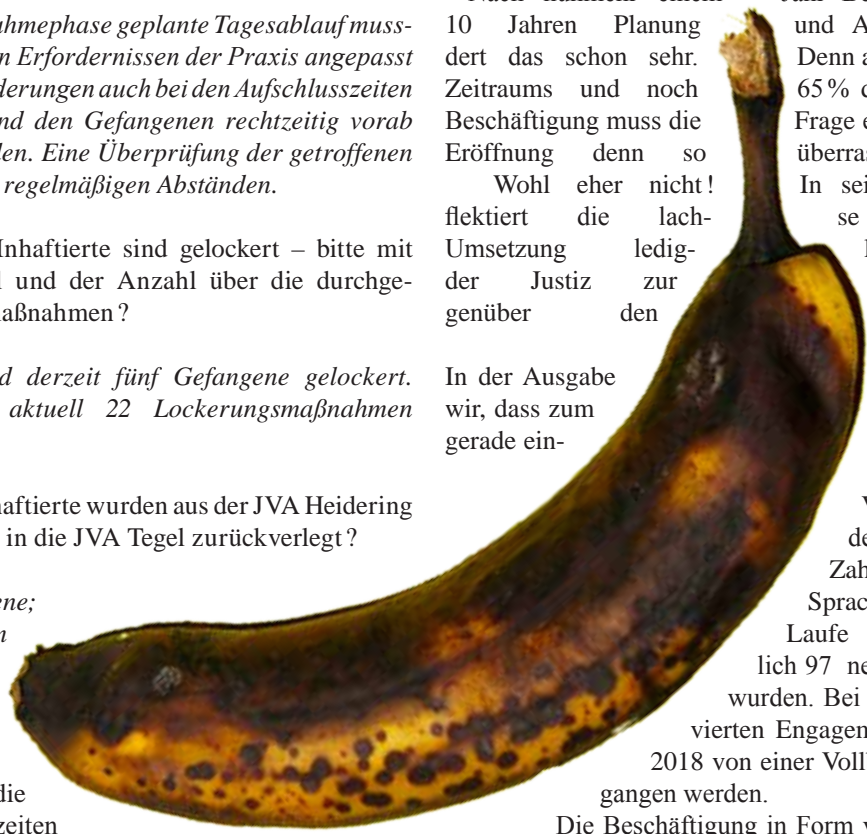 ahmephase geplante Tagesablauf muss-
n Erfordernissen der Praxis angepasst
derungen auch bei den Aufschlusszeiten
nd den Gefangenen rechtzeitig vorab
den. Eine Überprüfung der getroffenen
regelmäßigen Abständen.
Inhaftierte sind gelockert – bitte mit
l und der Anzahl über die durchge-
maßnahmen ?
d derzeit fünf Gefangene gelockert.
aktuell 22 Lockerungsmaßnahmen
haftierte wurden aus der JVA Heidering
in die JVA Tegel zurückverlegt ?
ene;
n
die
zeiten
10 Jahren Planung
dert das schon sehr.
Zeitraums und noch
Beschäftigung muss die
Eröffnung denn so
Wohl eher nicht !
flektiert die lach-
Umsetzung ledig-
der Justiz zur
genüber den
In der Ausgabe
wir, dass zum
gerade ein-
und A
Denn a
65 % d
Frage e
überras
In sei
se
V
de
Zah
Sprac
Laufe
lich 97 ne
wurden. Bei
vierten Engagen
2018 von einer Voll
gangen werden.
Die Beschäftigung in Form v